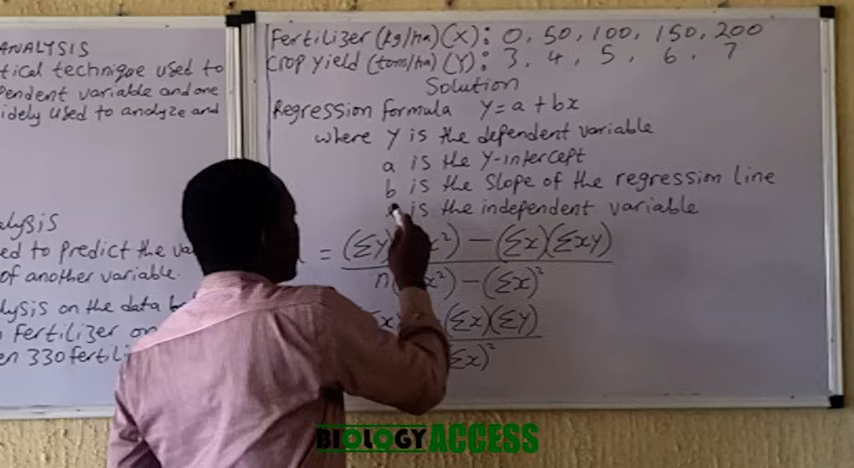 ANALYSIS
tical technique used to
pendent variable and one
idely used to analyze and
alysis
ed to predict the va
of another variable.
lysis on the data b
Fertilizer on
en 330 fertili
Fertilizer (kg/ha) (X): 0, 50, 100, 150, 200
Crop yield (tons/ha) (Y): 3, 4, 5, 6, 7
Solution
Regression formula Y = a + bx
where Y is the dependent variable
a is the Y-intercept
b is the slope of the regression line
is the independent variable
= (Σy) x²) - (Σx)(Σxy)
n( x²) - (Σx)²
Σxy (Σx)(Σy)
Σx)²
BIOLOGY ACCESS